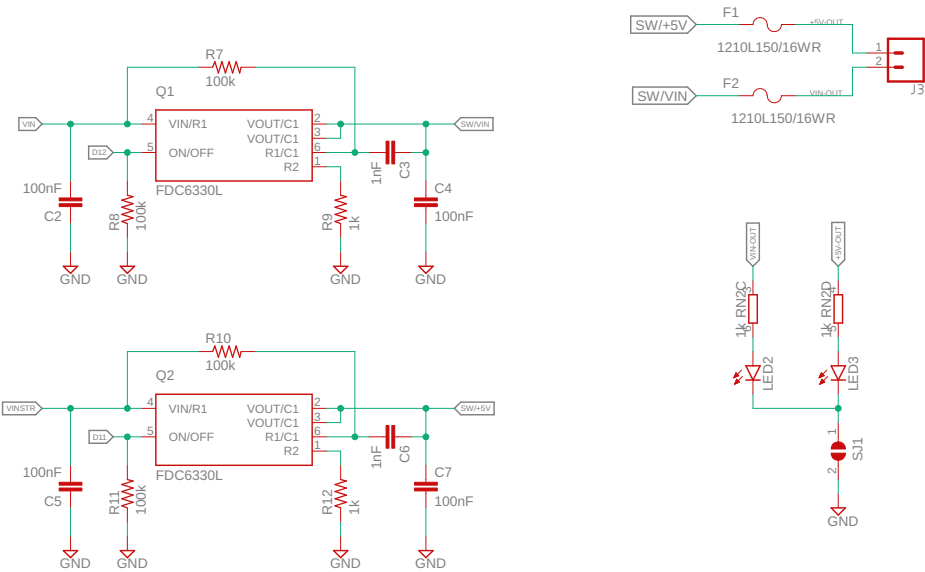 R7
100k
Q1
VIN
4
VIN/R1
VOUT/C1
2
VOUT/C1
3
D12
5
ON/OFF
R1/C1
6
R2
1
FDC6330L
SW/VIN
1nF
C3
100nF
C2
R8
100k
R9
1k
C4
100nF
GND
GND
GND
GND
R10
100k
Q2
VINSTR
4
VIN/R1
VOUT/C1
2
VOUT/C1
3
D11
5
ON/OFF
R1/C1
6
R2
1
FDC6330L
SW/+5V
1nF
C6
100nF
C5
R11
100k
R12
1k
C7
100nF
GND
GND
GND
GND
F1
SW/+5V
+5V-OUT
1210L150/16WR
1
2
J3
F2
SW/VIN
VIN-OUT
1210L150/16WR
VIN-OUT
+5V-OUT
3
RN2C
1k
6
4
RN2D
1k
5
LED2
LED3
1
SJ1
2
GND